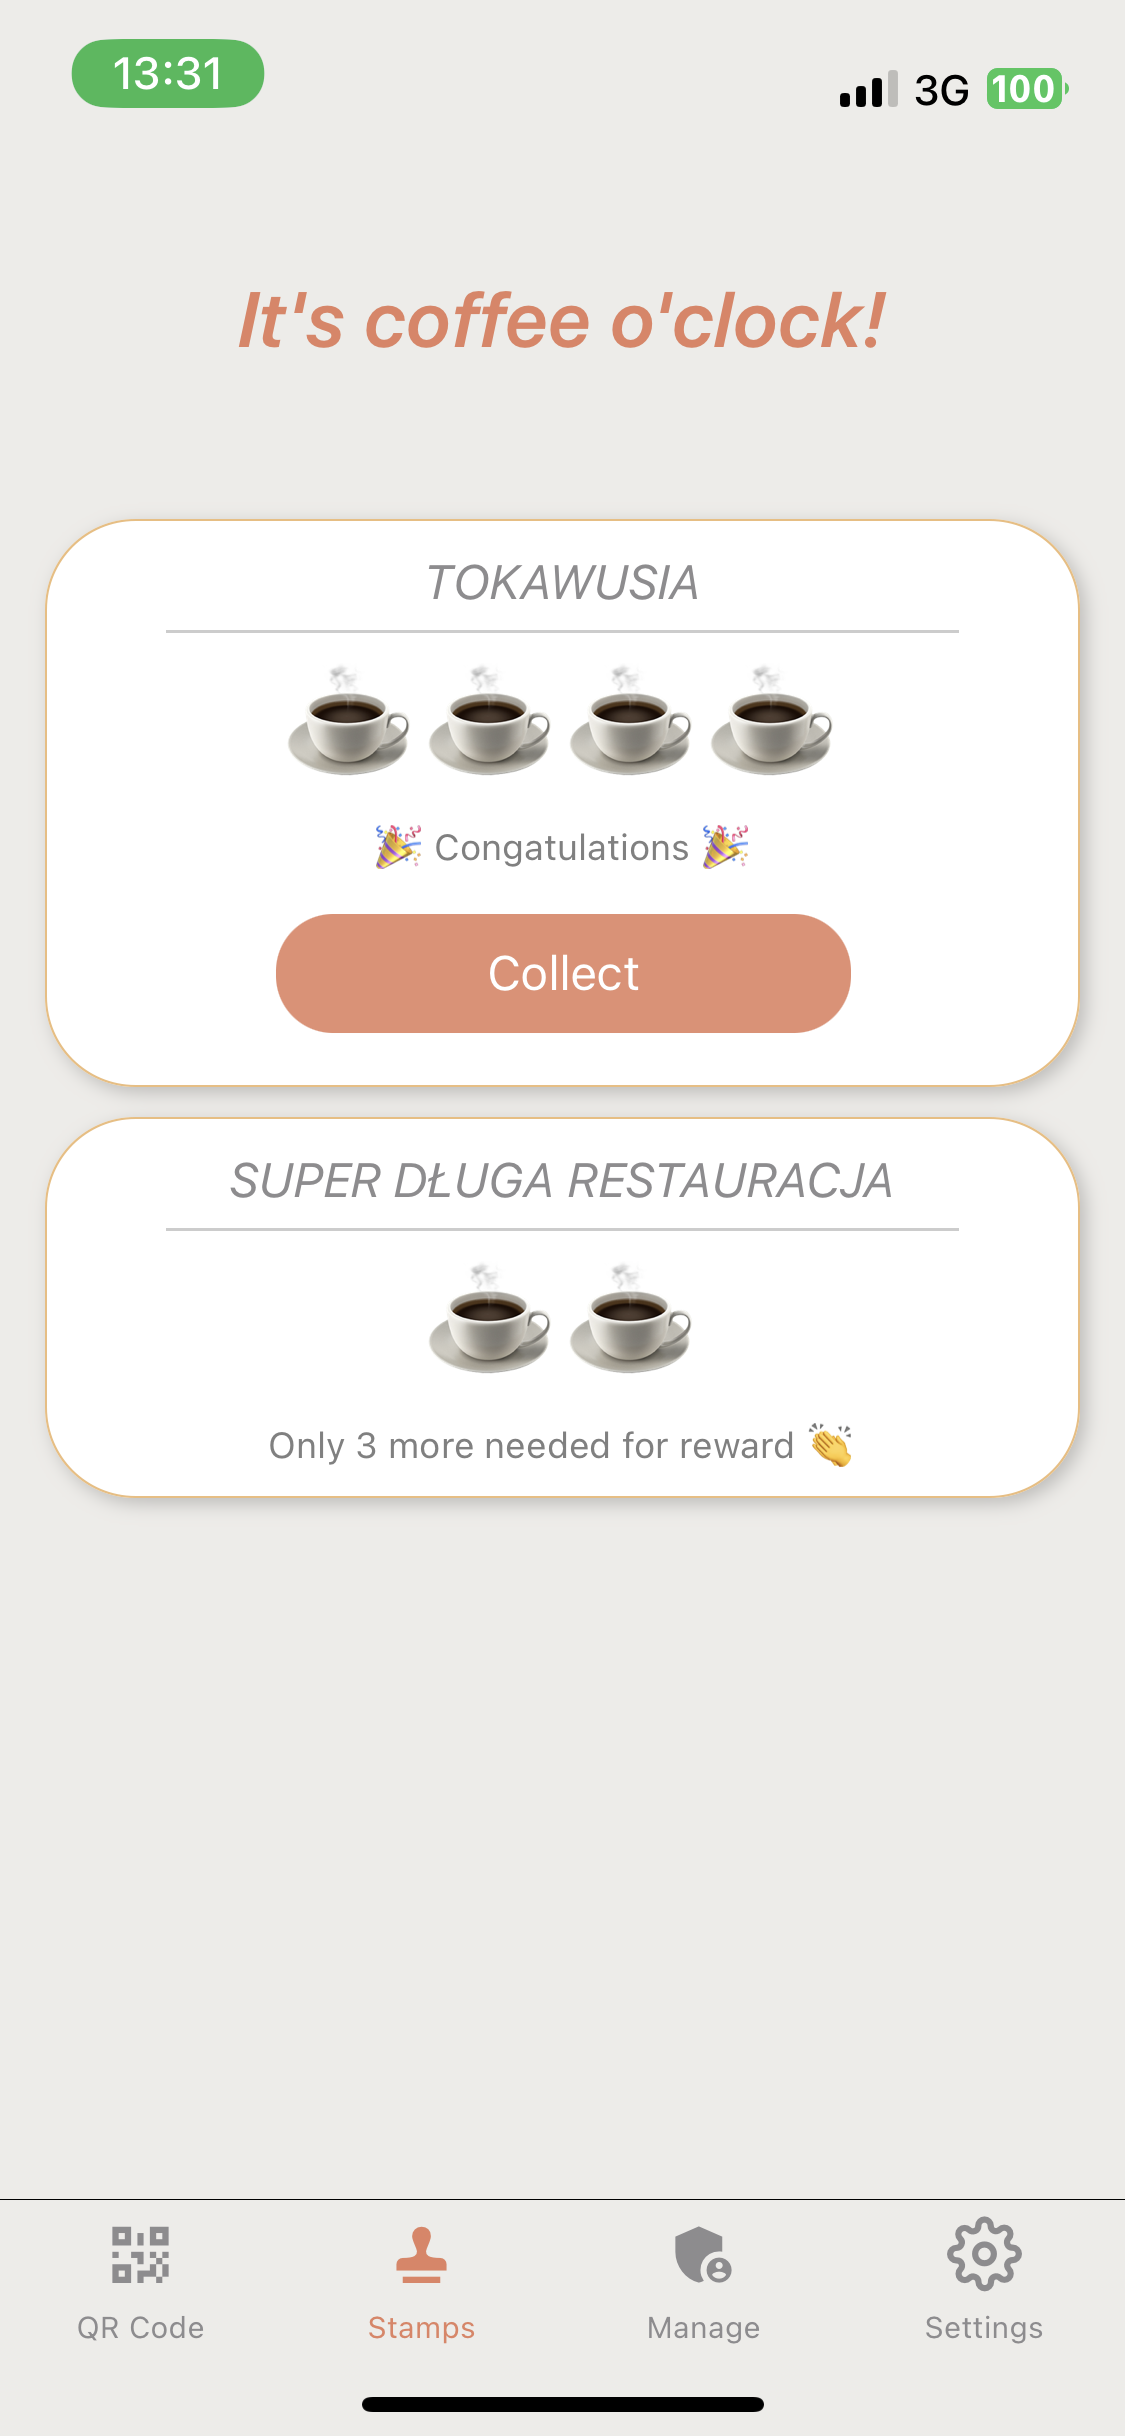 13:31
3G 100
It's coffee o'clock!
TOKAWUSIA
🎉 Congatulations 🎉
Collect
SUPER DŁUGA RESTAURACJA
Only 3 more needed for reward 👏
QR Code Stamps Manage Settings